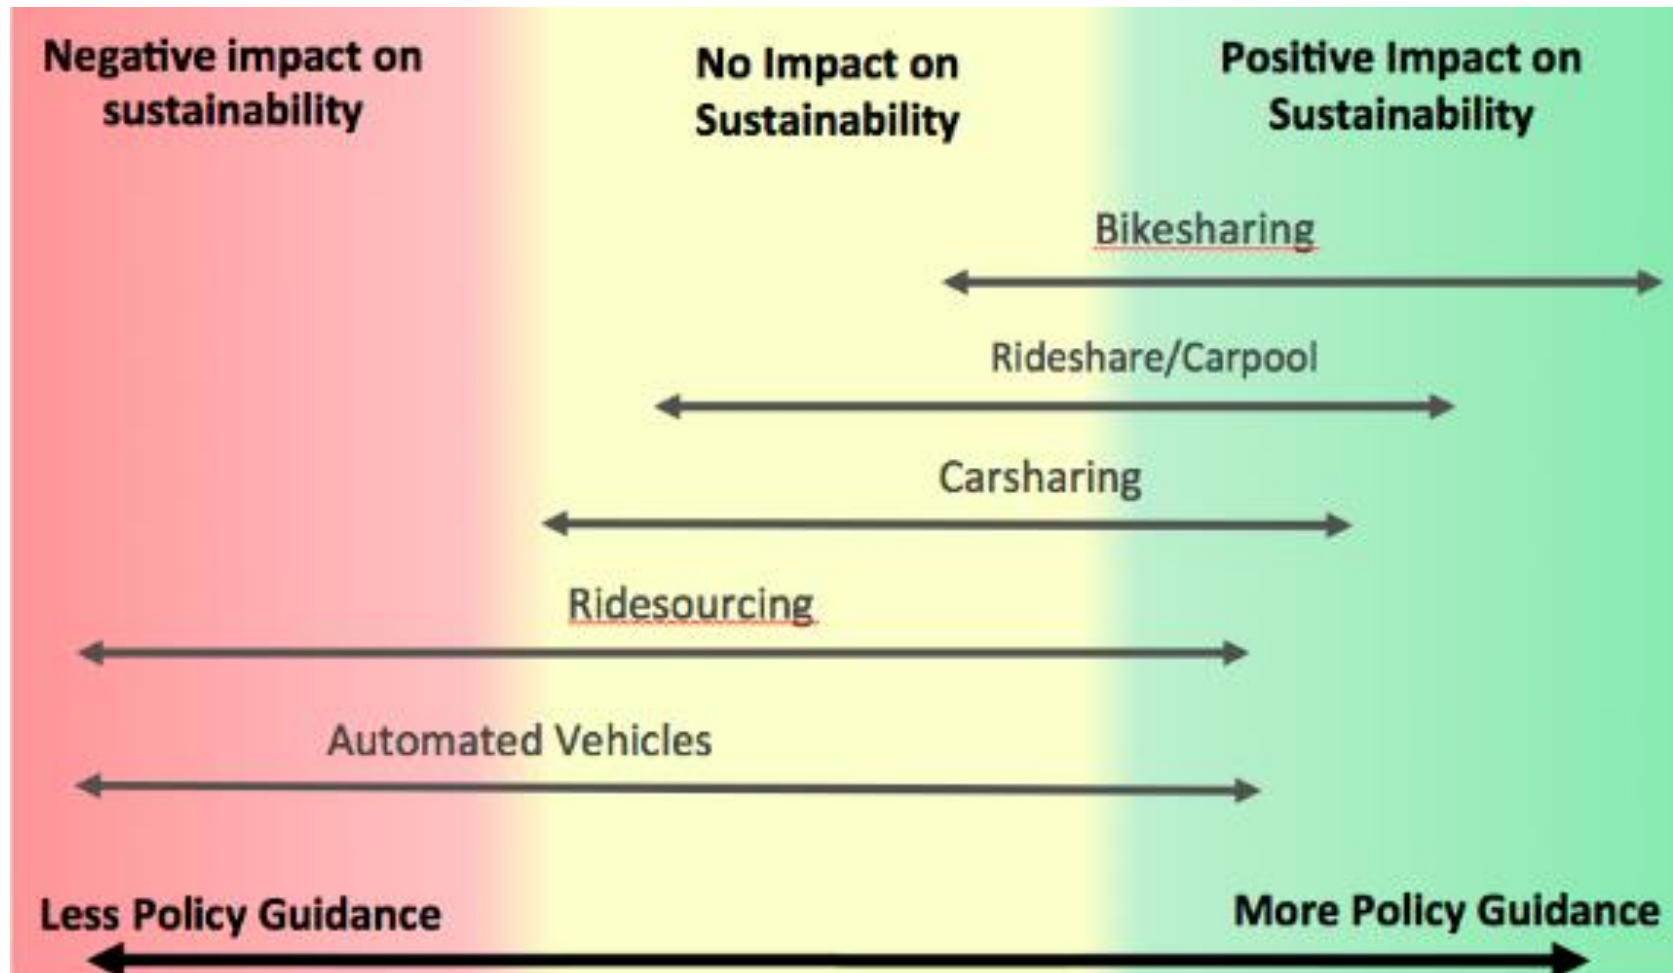 Negative impact on
sustainability
No Impact on
Sustainability
Positive Impact on
Sustainability
Bikesharing
Rideshare/Carpool
Carsharing
Ridesourcing
Automated Vehicles
Less Policy Guidance
More Policy Guidance